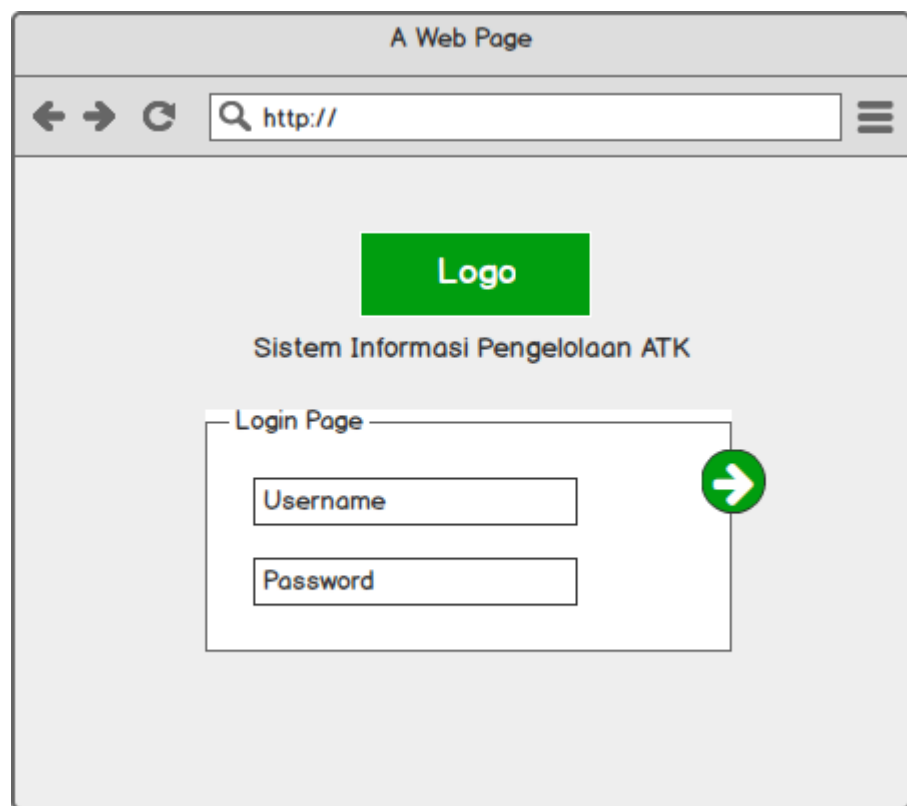 A Web Page
http://
Logo
Sistem Informasi Pengelolaan ATK
Login Page
Username
Password